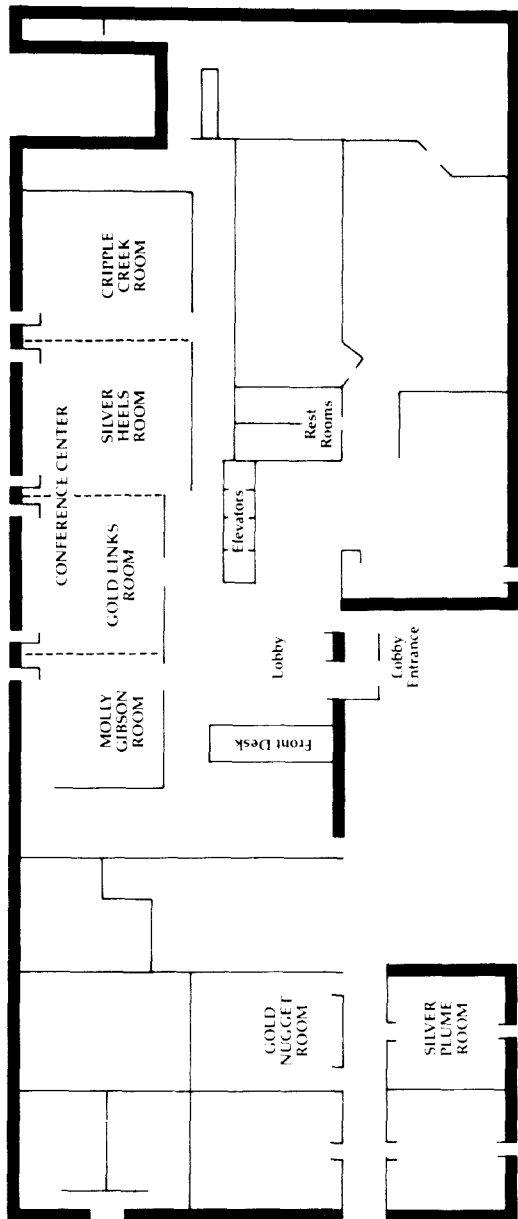 CONFERENCE CENTER
MOLLY
GIBSON
ROOM
GOLD LINKS
ROOM
SILVER
HEELS
ROOM
CRIPPLE
CREEK
ROOM
Front Desk
Lobby
Elevators
Rest
Rooms
Lobby
Entrance
GOLD
NUGGET
ROOM
SILVER
PLUME
ROOM